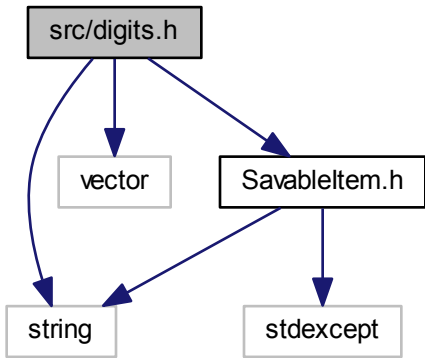 src/digits.h
vector
SavableItem.h
string
stdexcept